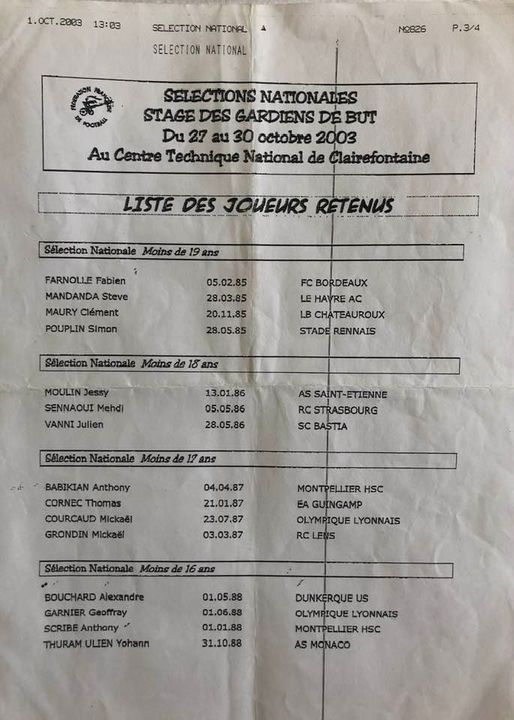 1.OCT.2003 13:03 SELECTION NATIONAL N0826 P.3/4
SELECTION NATIONAL
FEDERATION FRANÇAISE DE FOOTBALL
SELECTIONS NATIONALES
STAGE DES GARDIENS DE BUT
Du 27 au 30 octobre 2003
Au Centre Technique National de Clairefontaine
LISTE DES JOUEURS RETENUS
Sélection Nationale Moins de 19 ans
FARNOLLE Fabien 05.02.85 FC BORDEAUX
MANDANDA Steve 28.03.85 LE HAVRE AC
MAURY Clément 20.11.85 LB CHATEAUROUX
POUPLIN Simon 28.05.85 STADE RENNAIS
Sélection Nationale Moins de 18 ans
MOULIN Jessy 13.01.86 AS SAINT-ETIENNE
SENNAOUI Mehdi 05.05.86 RC STRASBOURG
VANNI Julien 28.05.86 SC BASTIA
Sélection Nationale Moins de 17 ans
BABIKIAN Anthony 04.04.87 MONTPELLIER HSC
CORNEC Thomas 21.01.87 EA GUINGAMP
COURCAUD Mickaël 23.07.87 OLYMPIQUE LYONNAIS
GRONDIN Mickaël 03.03.87 RC LENS
Sélection Nationale Moins de 16 ans
BOUCHARD Alexandre 01.05.88 DUNKERQUE US
GARNIER Geoffray 01.06.88 OLYMPIQUE LYONNAIS
SCRIBE Anthony 01.01.88 MONTPELLIER HSC
THURAM ULIEN Yohann 31.10.88 AS MONACO